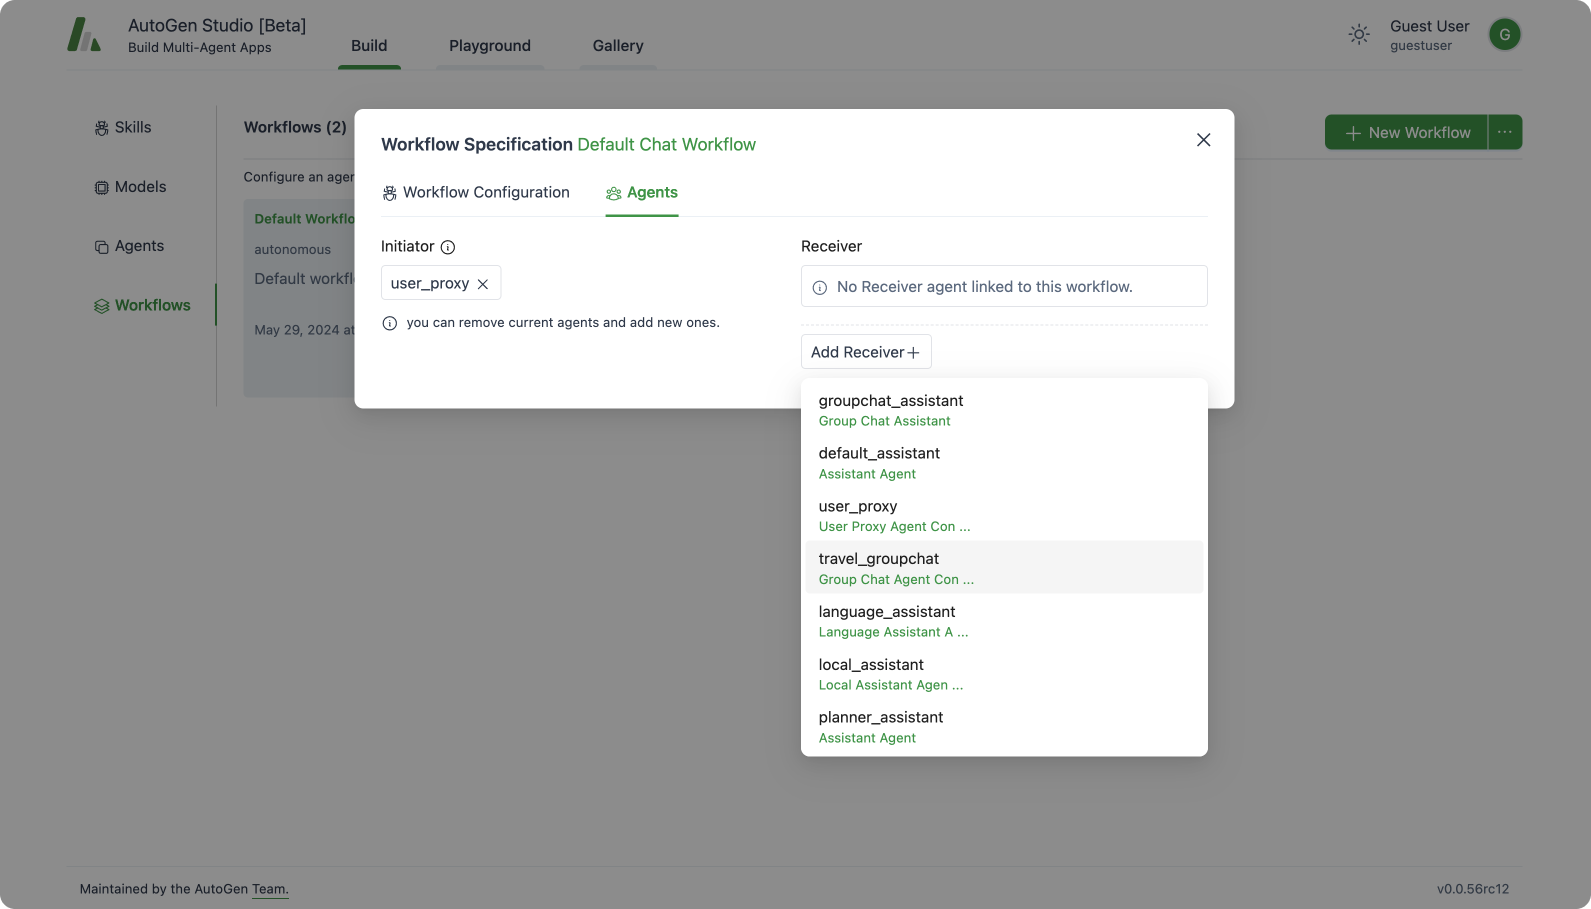 AutoGen Studio [Beta]
Build Multi-Agent Apps
Build
Playground
Gallery
Guest User
guestuser
G
Skills
Models
Agents
Workflows
Workflows (2)
New Workflow
Configure an agen
Default Workflo
autonomous
Default workfl
May 29, 2024 at
Workflow Specification Default Chat Workflow
Workflow Configuration
Agents
Initiator
user_proxy
you can remove current agents and add new ones.
Receiver
No Receiver agent linked to this workflow.
Add Receiver
groupchat_assistant
Group Chat Assistant
default_assistant
Assistant Agent
user_proxy
User Proxy Agent Con ...
travel_groupchat
Group Chat Agent Con ...
language_assistant
Language Assistant A ...
local_assistant
Local Assistant Agen ...
planner_assistant
Assistant Agent
Maintained by the AutoGen Team.
v0.0.56rc12